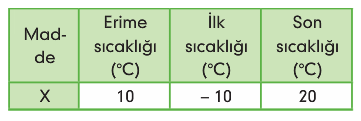 Mad-
de
Erime
sıcaklığı
(°C)
İlk
sıcaklığı
(°C)
Son
sıcaklığı
(°C)
X
10
– 10
20